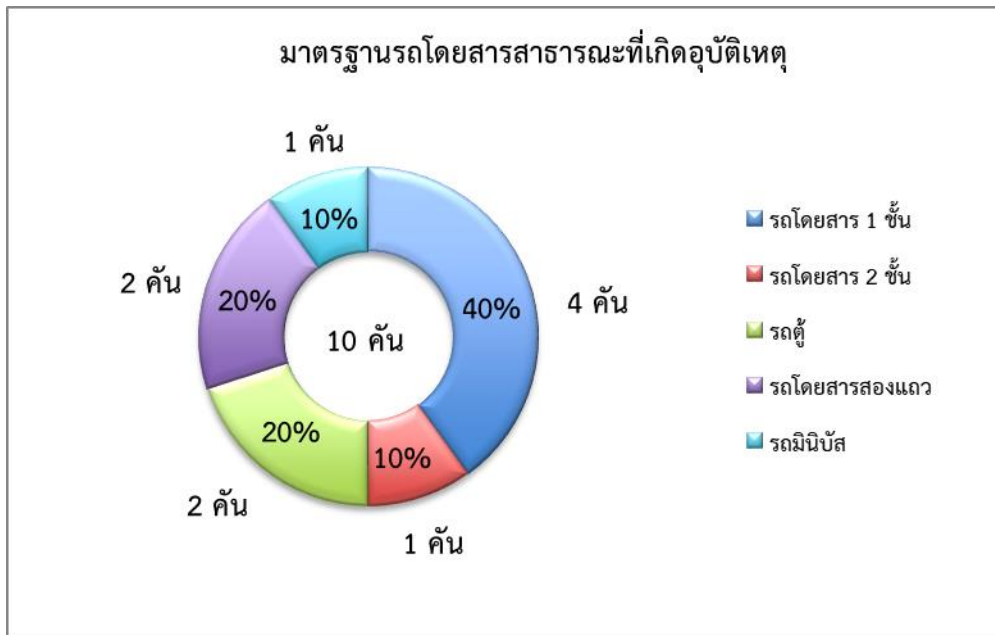 มาตรฐานรถโดยสารสาธารณะที่เกิดอุบัติเหตุ
1 คัน
10%
2 คัน
20%
40%
4 คัน
10 คัน
20%
10%
2 คัน
1 คัน
รถโดยสาร 1 ชั้น
รถโดยสาร 2 ชั้น
รถตู้
รถโดยสารสองแถว
รถมินิบัส